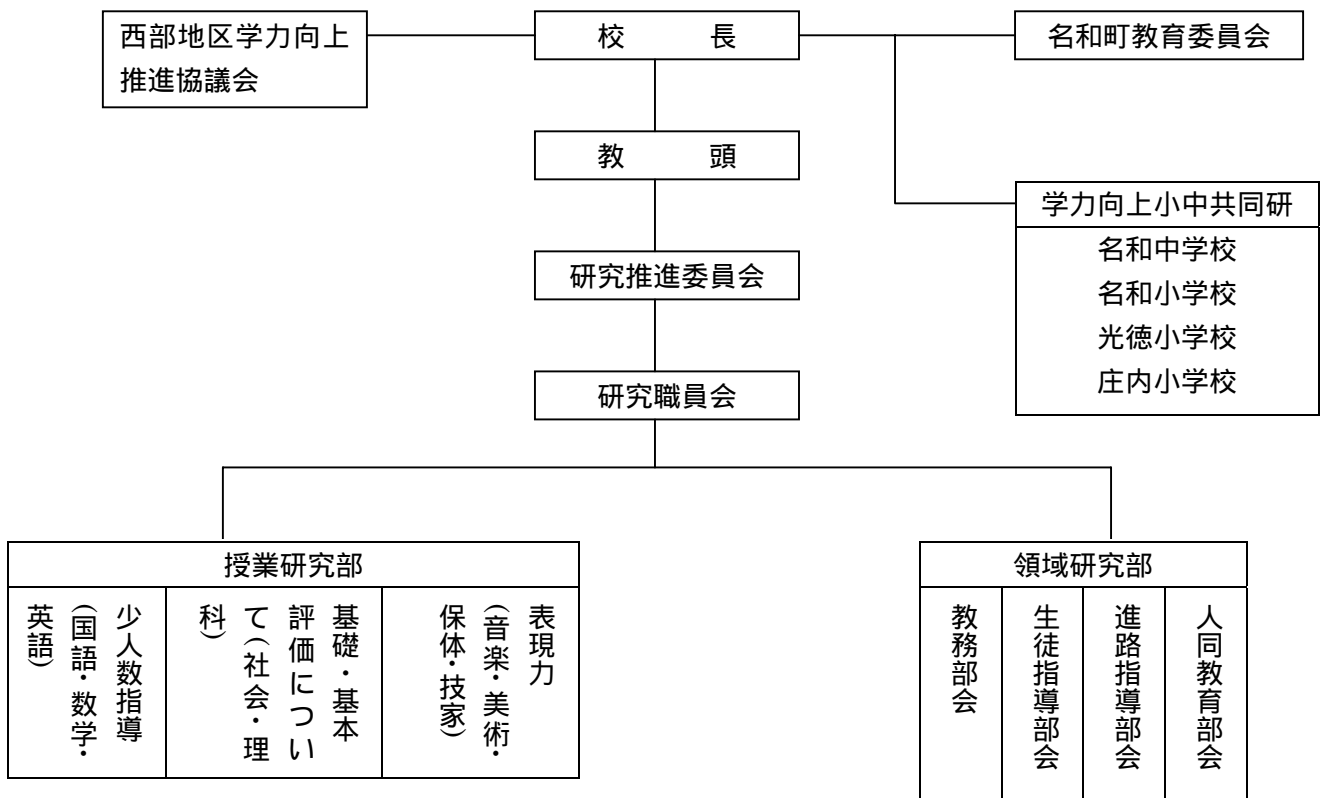 西部地区学力向上
推進協議会
校　　長
名和町教育委員会
教　　頭
学力向上小中共同研
名和中学校
名和小学校
光徳小学校
庄内小学校
研究推進委員会
研究職員会
授業研究部
表現力
（音楽・美術・
保体・技家）
基礎・基本
評価につい
て（社会・理
科）
少人数指導
（国語・数学・
英語）
領域研究部
人同教育部会
進路指導部会
生徒指導部会
教務部会